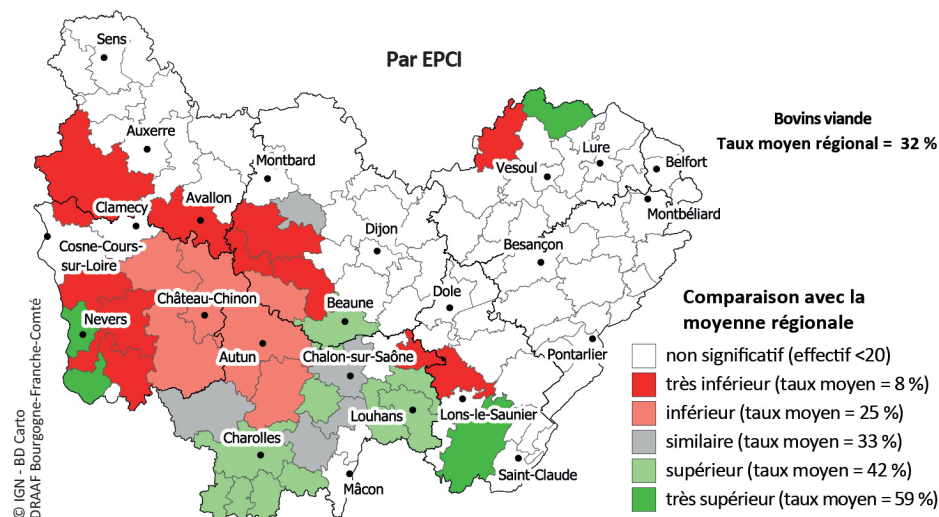 Par EPCI
Bovins viande
Taux moyen régional = 32 %
Sens
Auxerre
Montbard
Avallon
Clamecy
Cosne-Cours-
sur-Loire
Château-Chinon
Nevers
Autun
Beaune
Dijon
Vesoul
Lure
Belfort
Montbéliard
Besançon
Dole
Pontarlier
Chalon-sur-Saône
Louhans
Lons-le-Saunier
Charolles
Mâcon
Saint-Claude
Comparaison avec la
moyenne régionale
non significatif (effectif <20)
très inférieur (taux moyen = 8 %)
inférieur (taux moyen = 25 %)
similaire (taux moyen = 33 %)
supérieur (taux moyen = 42 %)
très supérieur (taux moyen = 59 %)
© IGN - BD Carto
DRAAF Bourgogne-Franche-Comté